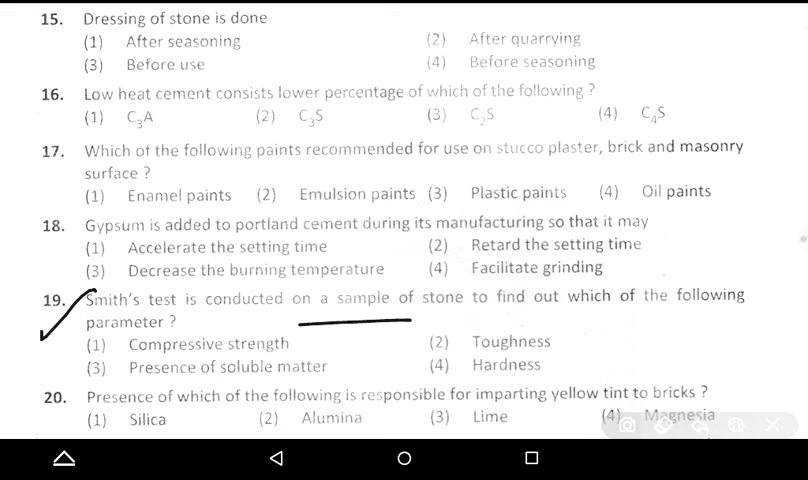 15. Dressing of stone is done
(1) After seasoning (2) After quarrying
(3) Before use (4) Before seasoning
16. Low heat cement consists lower percentage of which of the following ?
(1) C₃A (2) C₃S (3) C₂S (4) C₄S
17. Which of the following paints recommended for use on stucco plaster, brick and masonry
surface ?
(1) Enamel paints (2) Emulsion paints (3) Plastic paints (4) Oil paints
18. Gypsum is added to portland cement during its manufacturing so that it may
(1) Accelerate the setting time (2) Retard the setting time
(3) Decrease the burning temperature (4) Facilitate grinding
19. Smith's test is conducted on a sample of stone to find out which of the following
parameter ?
(1) Compressive strength (2) Toughness
(3) Presence of soluble matter (4) Hardness
20. Presence of which of the following is responsible for imparting yellow tint to bricks ?
(1) Silica (2) Alumina (3) Lime (4) Magnesia